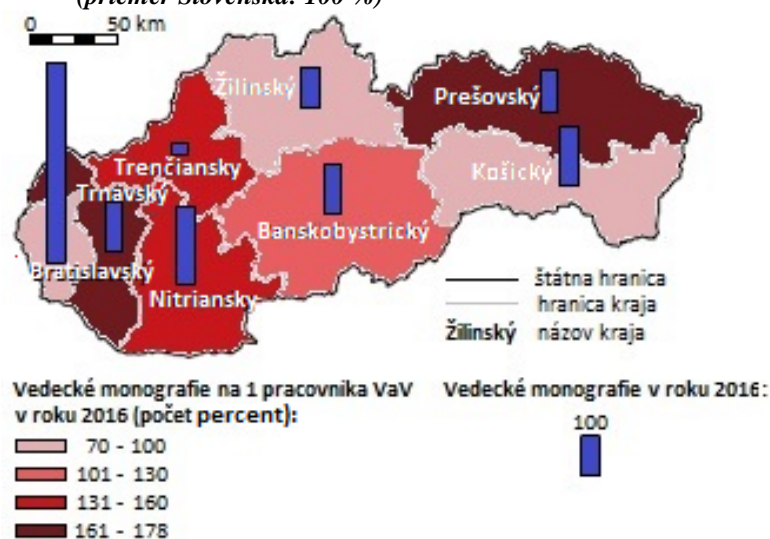 (priemer Slovenska: 100 %)
0 50 km
Žilinský
Prešovský
Trenčiansky
Košický
Trnavský
Banskobystrický
Bratislavský
Nitriansky
štátna hranica
hranica kraja
Žilinský názov kraja
Vedecké monografie na 1 pracovnika VaV
v roku 2016 (počet percent):
70 - 100
101 - 130
131 - 160
161 - 178
Vedecké monografie v roku 2016:
100